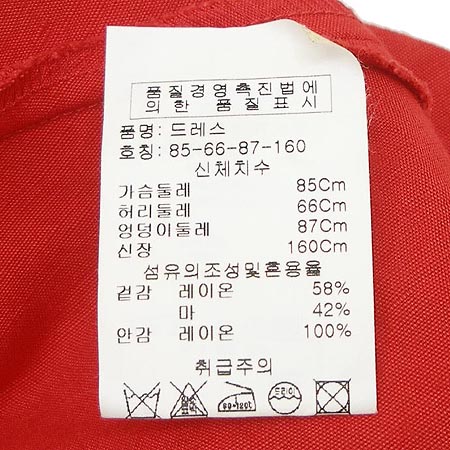 품질경영촉진법에
의한 품질표시
품명: 드레스
호칭: 85-66-87-160
신체치수
가슴둘레 85Cm
허리둘레 66Cm
엉덩이둘레 87Cm
신장 160Cm
섬유의조성및혼용율
겉감 레이온 58%
마 42%
안감 레이온 100%
취급주의
드라이